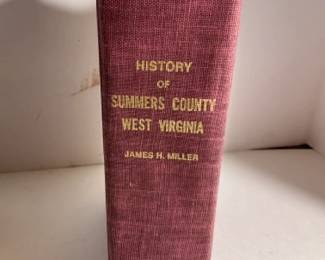 HISTORY
OF
SUMMERS COUNTY
WEST VIRGINIA
JAMES H. MILLER